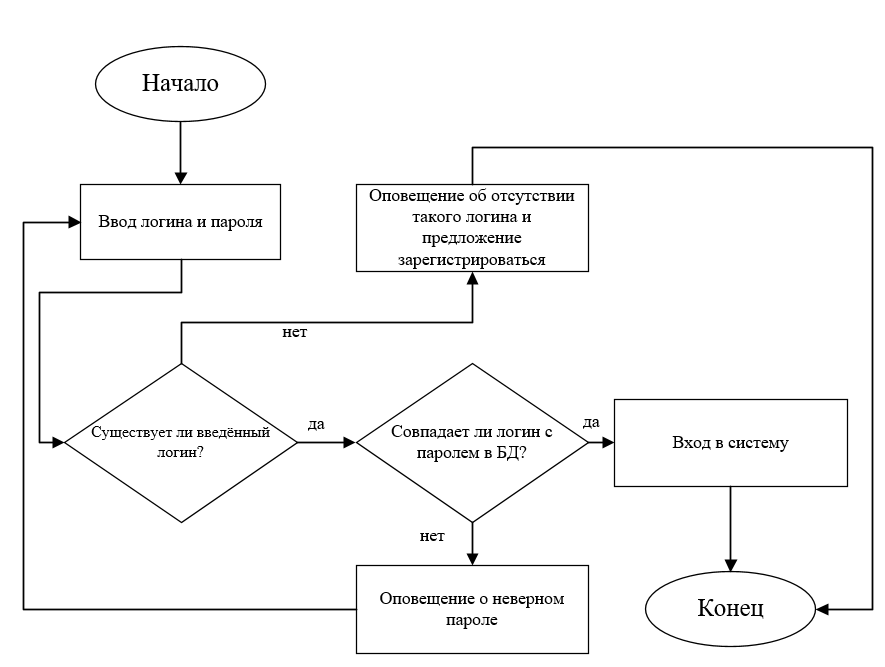 Начало
Ввод логина и пароля
Оповещение об отсутствии
такого логина и
предложение
зарегистрироваться
нет
Существует ли введённый
логин?
да
Совпадает ли логин с
паролем в БД?
да
Вход в систему
нет
Оповещение о неверном
пароле
Конец